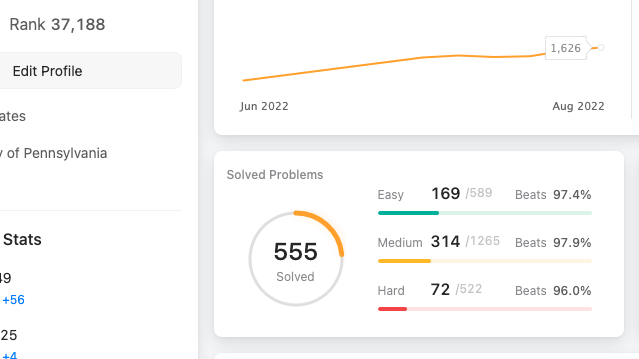 Rank 37,188
Edit Profile
ates
y of Pennsylvania
Stats
49
+56
25
+4
1,626
Jun 2022
Aug 2022
Solved Problems
555
Solved
Easy 169 /589 Beats 97.4%
Medium 314 /1265 Beats 97.9%
Hard 72 /522 Beats 96.0%